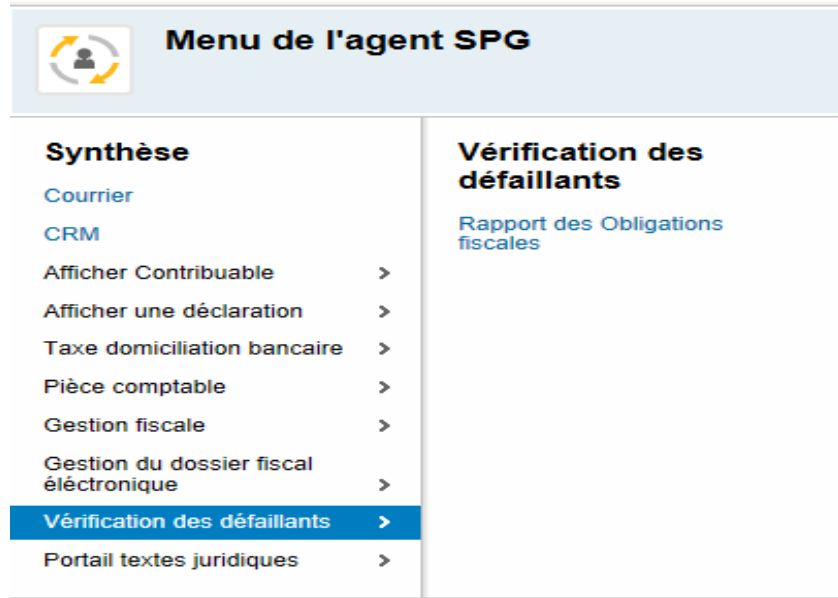 Menu de l'agent SPG
Synthèse
Courrier
CRM
Afficher Contribuable
Afficher une déclaration
Taxe domiciliation bancaire
Pièce comptable
Gestion fiscale
Gestion du dossier fiscal
éléctronique
Vérification des défaillants
Portail textes juridiques
Vérification des
défaillants
Rapport des Obligations
fiscales